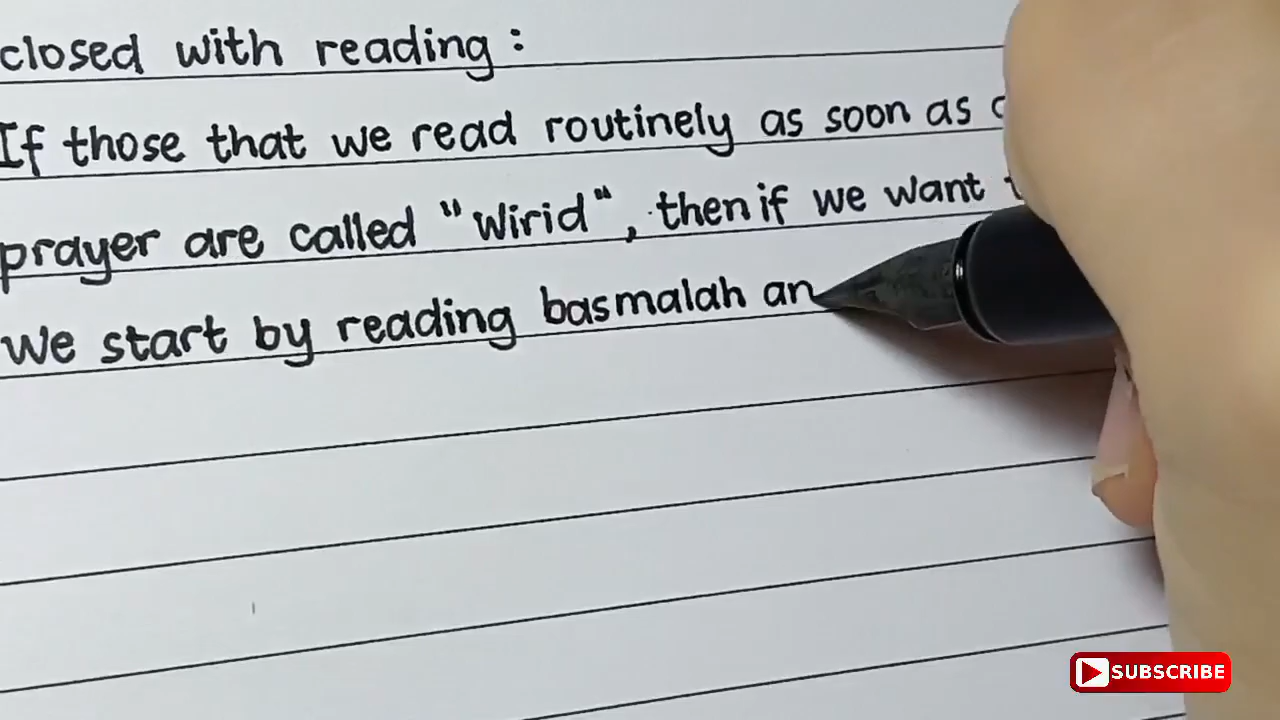 closed with reading :
If those that we read routinely as soon as
prayer are called "Wirid", then if we want
We start by reading basmalah an
SUBSCRIBE